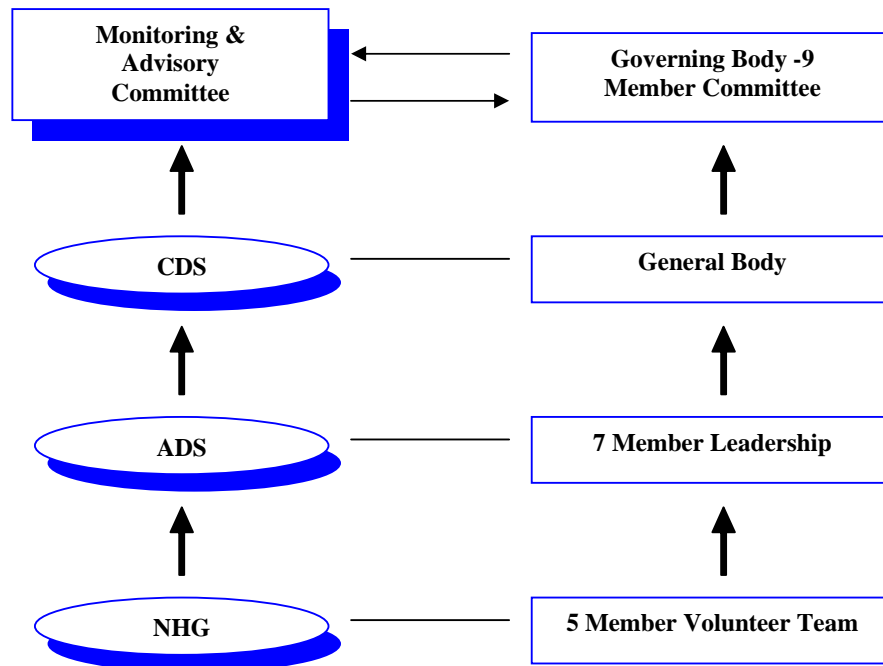 Monitoring &
Advisory
Committee
Governing Body -9
Member Committee
CDS
General Body
ADS
7 Member Leadership
NHG
5 Member Volunteer Team